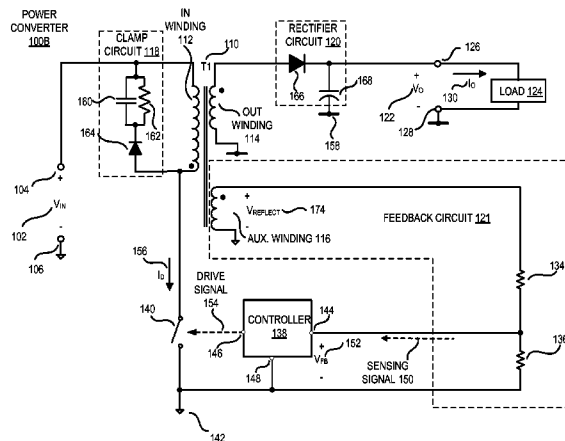 POWER
CONVERTER
100B
CLAMP
CIRCUIT 118
IN
WINDING
112
110
T1
RECTIFIER
CIRCUIT 120
126
160
162
164
166
168
158
OUT
WINDING
114
+
VO
-
122
130
IO
LOAD 124
128
104
+
VIN
102
-
106
+
VREFLECT
174
-
AUX. WINDING 116
FEEDBACK CIRCUIT 121
156
ID
DRIVE
SIGNAL
154
140
CONTROLLER
138
144
146
148
+
VFB
152
-
SENSING
SIGNAL 150
134
136
142